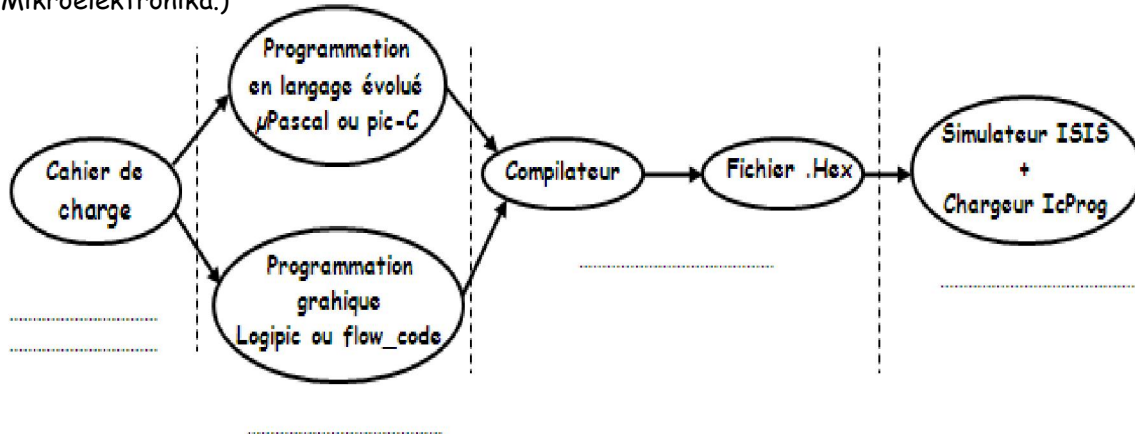 Mikroelektronika.)
Programmation
en langage évolué
µPascal ou pic-C
Cahier de
charge
Compilateur
Fichier .Hex
Simulateur ISIS
+
Chargeur IcProg
Programmation
grahique
Logipic ou flow_code